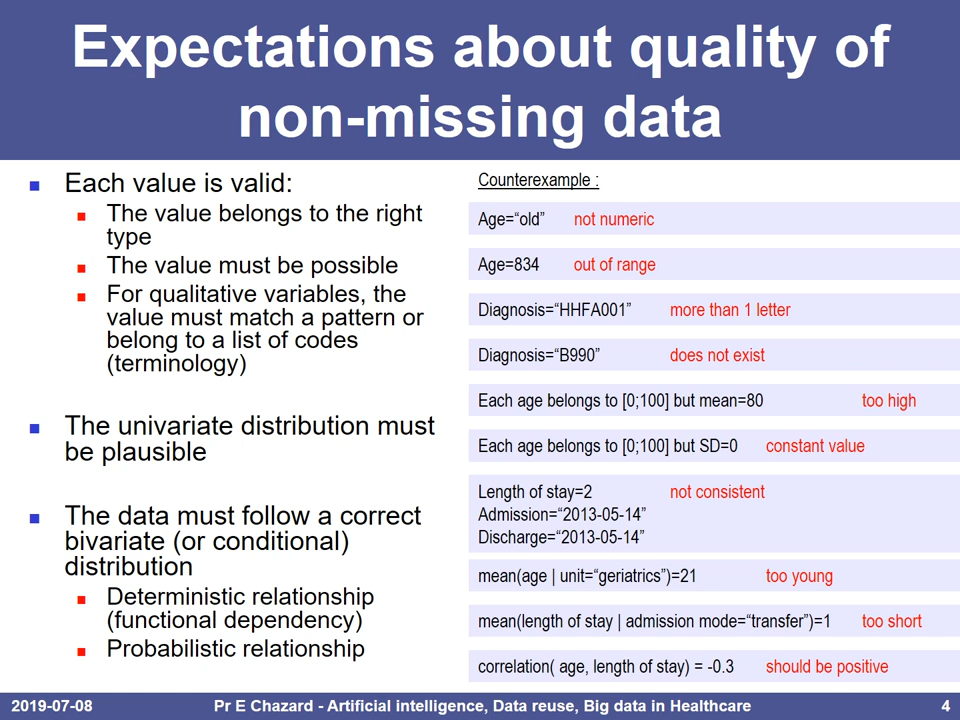 Expectations about quality of
non-missing data
Each value is valid:
The value belongs to the right
type
The value must be possible
For qualitative variables, the
value must match a pattern or
belong to a list of codes
(terminology)
The univariate distribution must
be plausible
The data must follow a correct
bivariate (or conditional)
distribution
Deterministic relationship
(functional dependency)
Probabilistic relationship
Counterexample :
Age=“old” not numeric
Age=834 out of range
Diagnosis=“HHFA001” more than 1 letter
Diagnosis=“B990” does not exist
Each age belongs to [0;100] but mean=80 too high
Each age belongs to [0;100] but SD=0 constant value
Length of stay=2 not consistent
Admission=“2013-05-14”
Discharge=“2013-05-14”
mean(age | unit=“geriatrics”)=21 too young
mean(length of stay | admission mode=“transfer”)=1 too short
correlation( age, length of stay) = -0.3 should be positive
2019-07-08 Pr E Chazard - Artificial intelligence, Data reuse, Big data in Healthcare 4